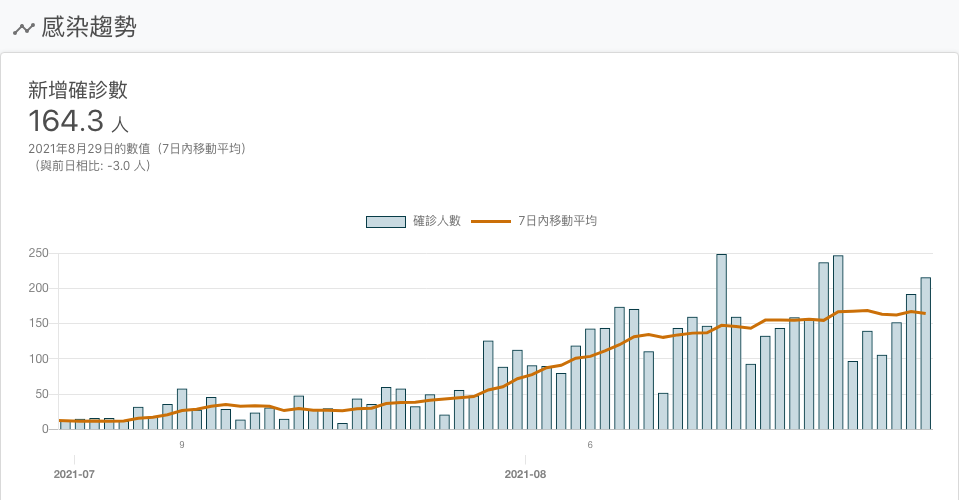 感染趨勢
新增確診數
164.3 人
2021年8月29日的數值（7日內移動平均）
（與前日相比: -3.0 人）
確診人數 7日內移動平均
250
200
150
100
50
0
9 6
2021-07 2021-08